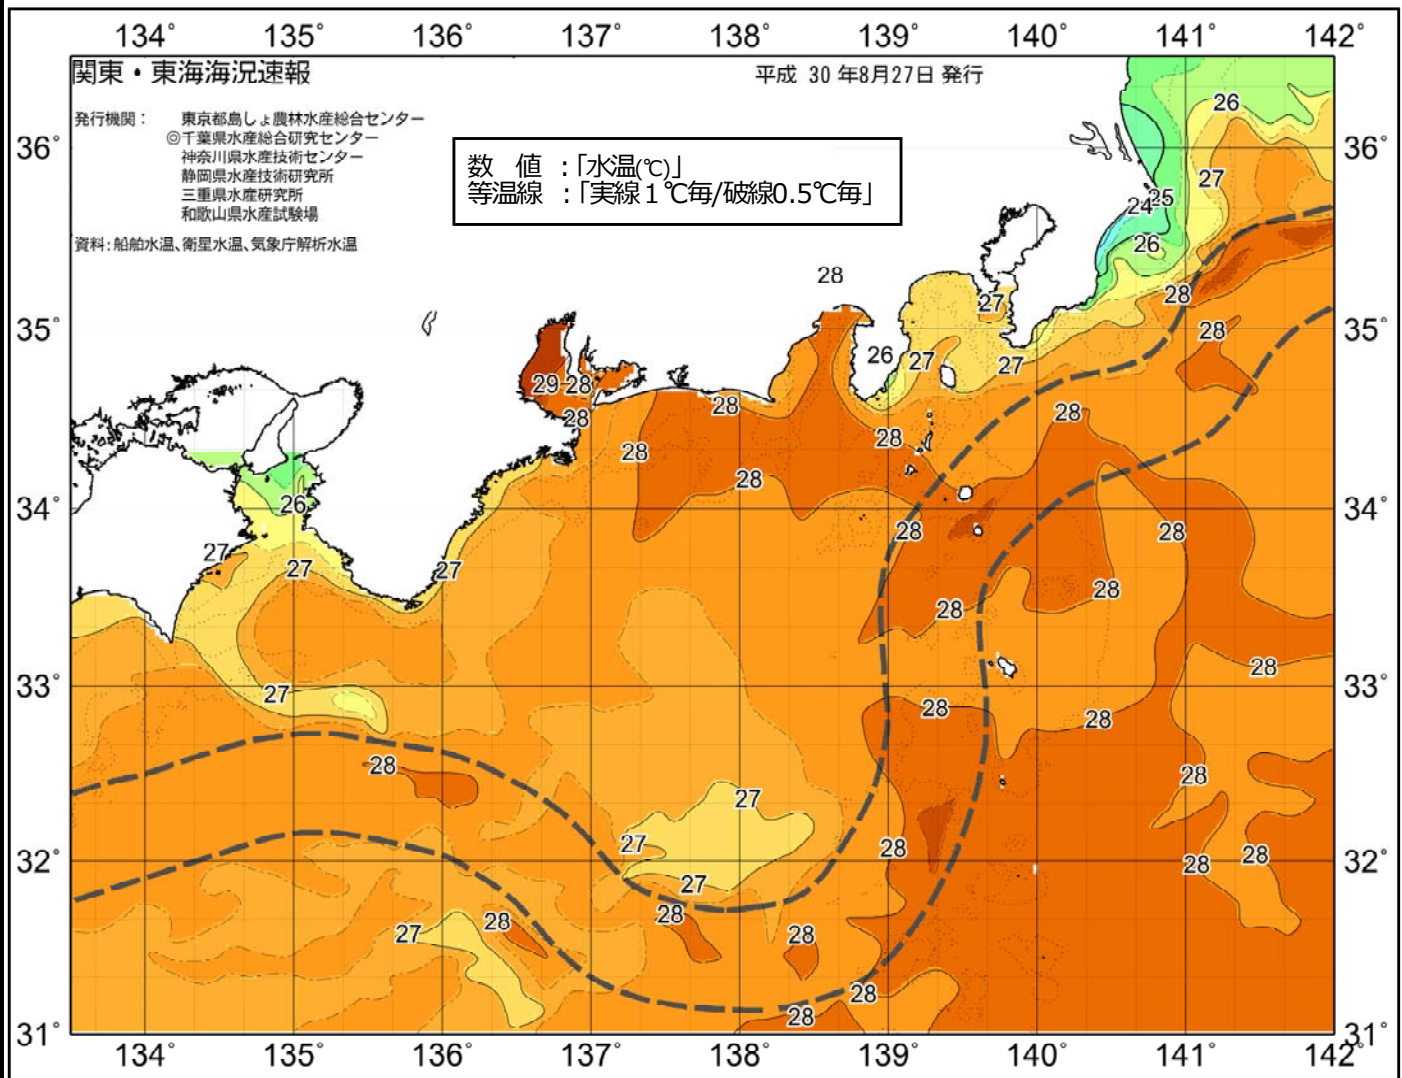 134° 135° 136° 137° 138° 139° 140° 141° 142°
関東・東海海況速報
平成 30 年8月27日 発行
発行機関： 東京都島しょ農林水産総合センター
◎千葉県水産総合研究センター
神奈川県水産技術センター
静岡県水産技術研究所
三重県水産研究所
和歌山県水産試験場
資料：船舶水温、衛星水温、気象庁解析水温
数 値 ：「水温(℃)」
等温線 ：「実線１℃毎/破線0.5℃毎」
26
36° 36°
27
25
24
26
28
28
27
35° 28 35°
26 27 27
29 28
28 28 28
28 28
28
34° 26 34°
28 28
27
27 27
28
28
28
33° 27 33°
28 28
28 28
27
27 28 32° 28 28 32°
27
28
27 28 28
28
28
31° 31°
134° 135° 136° 137° 138° 139° 140° 141° 142°